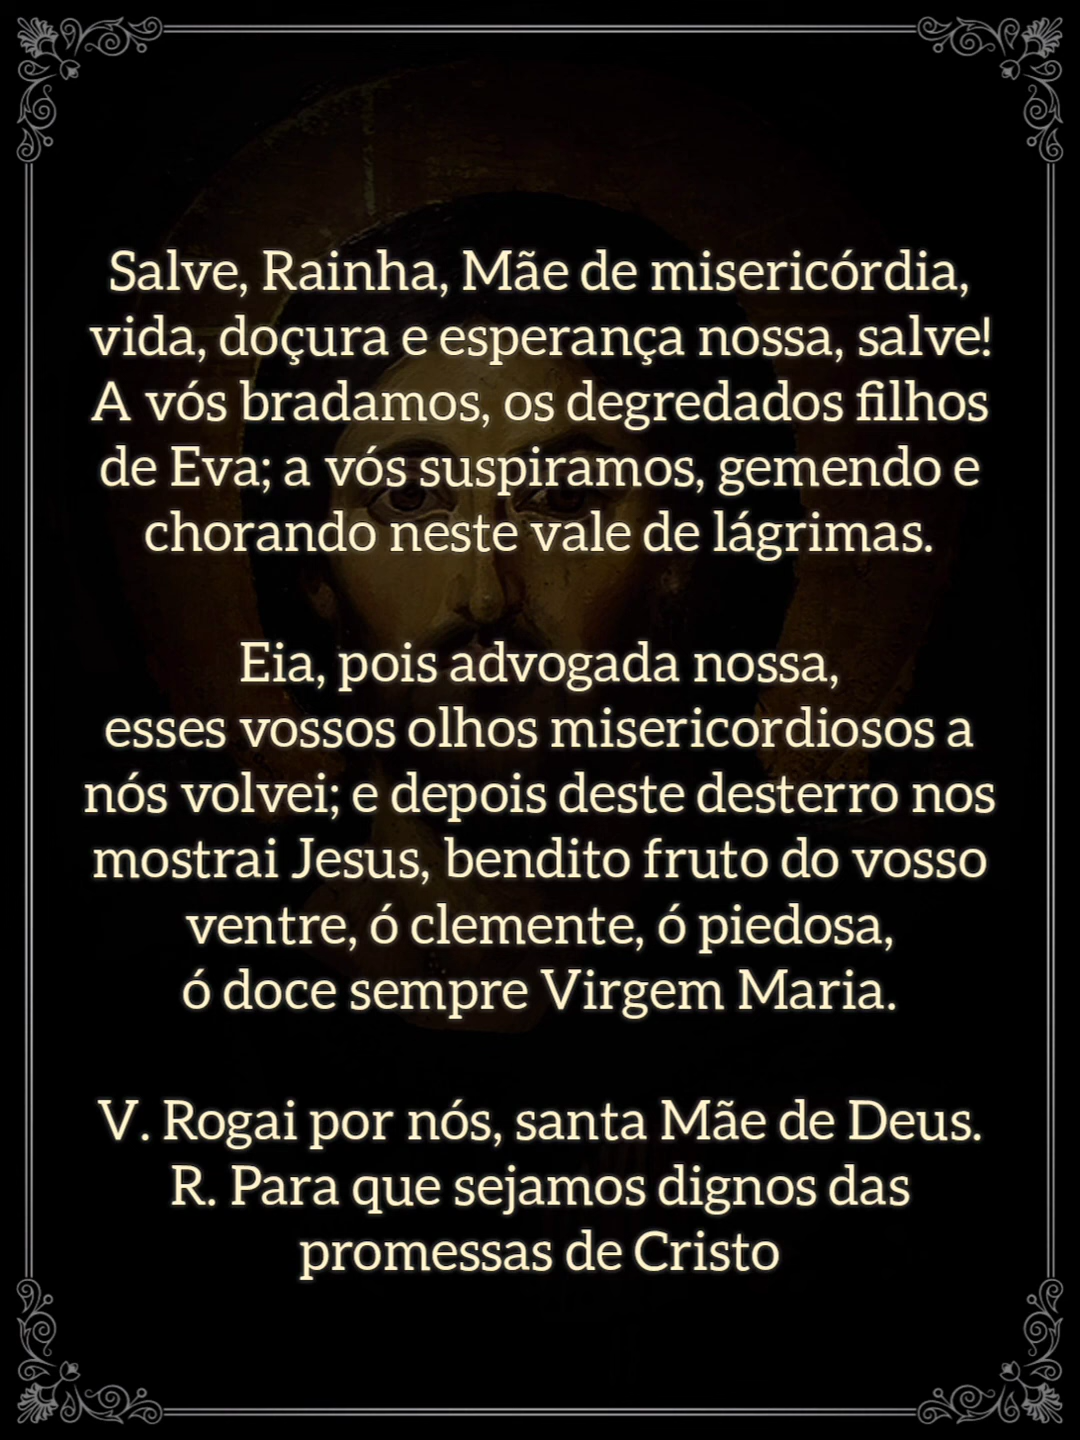 Salve, Rainha, Mãe de misericórdia,
vida, doçura e esperança nossa, salve!
A vós bradamos, os degredados filhos
de Eva; a vós suspiramos, gemendo e
chorando neste vale de lágrimas.
Eia, pois advogada nossa,
esses vossos olhos misericordiosos a
nós volvei; e depois deste desterro nos
mostrai Jesus, bendito fruto do vosso
ventre, ó clemente, ó piedosa,
ó doce sempre Virgem Maria.
V. Rogai por nós, santa Mãe de Deus.
R. Para que sejamos dignos das
promessas de Cristo